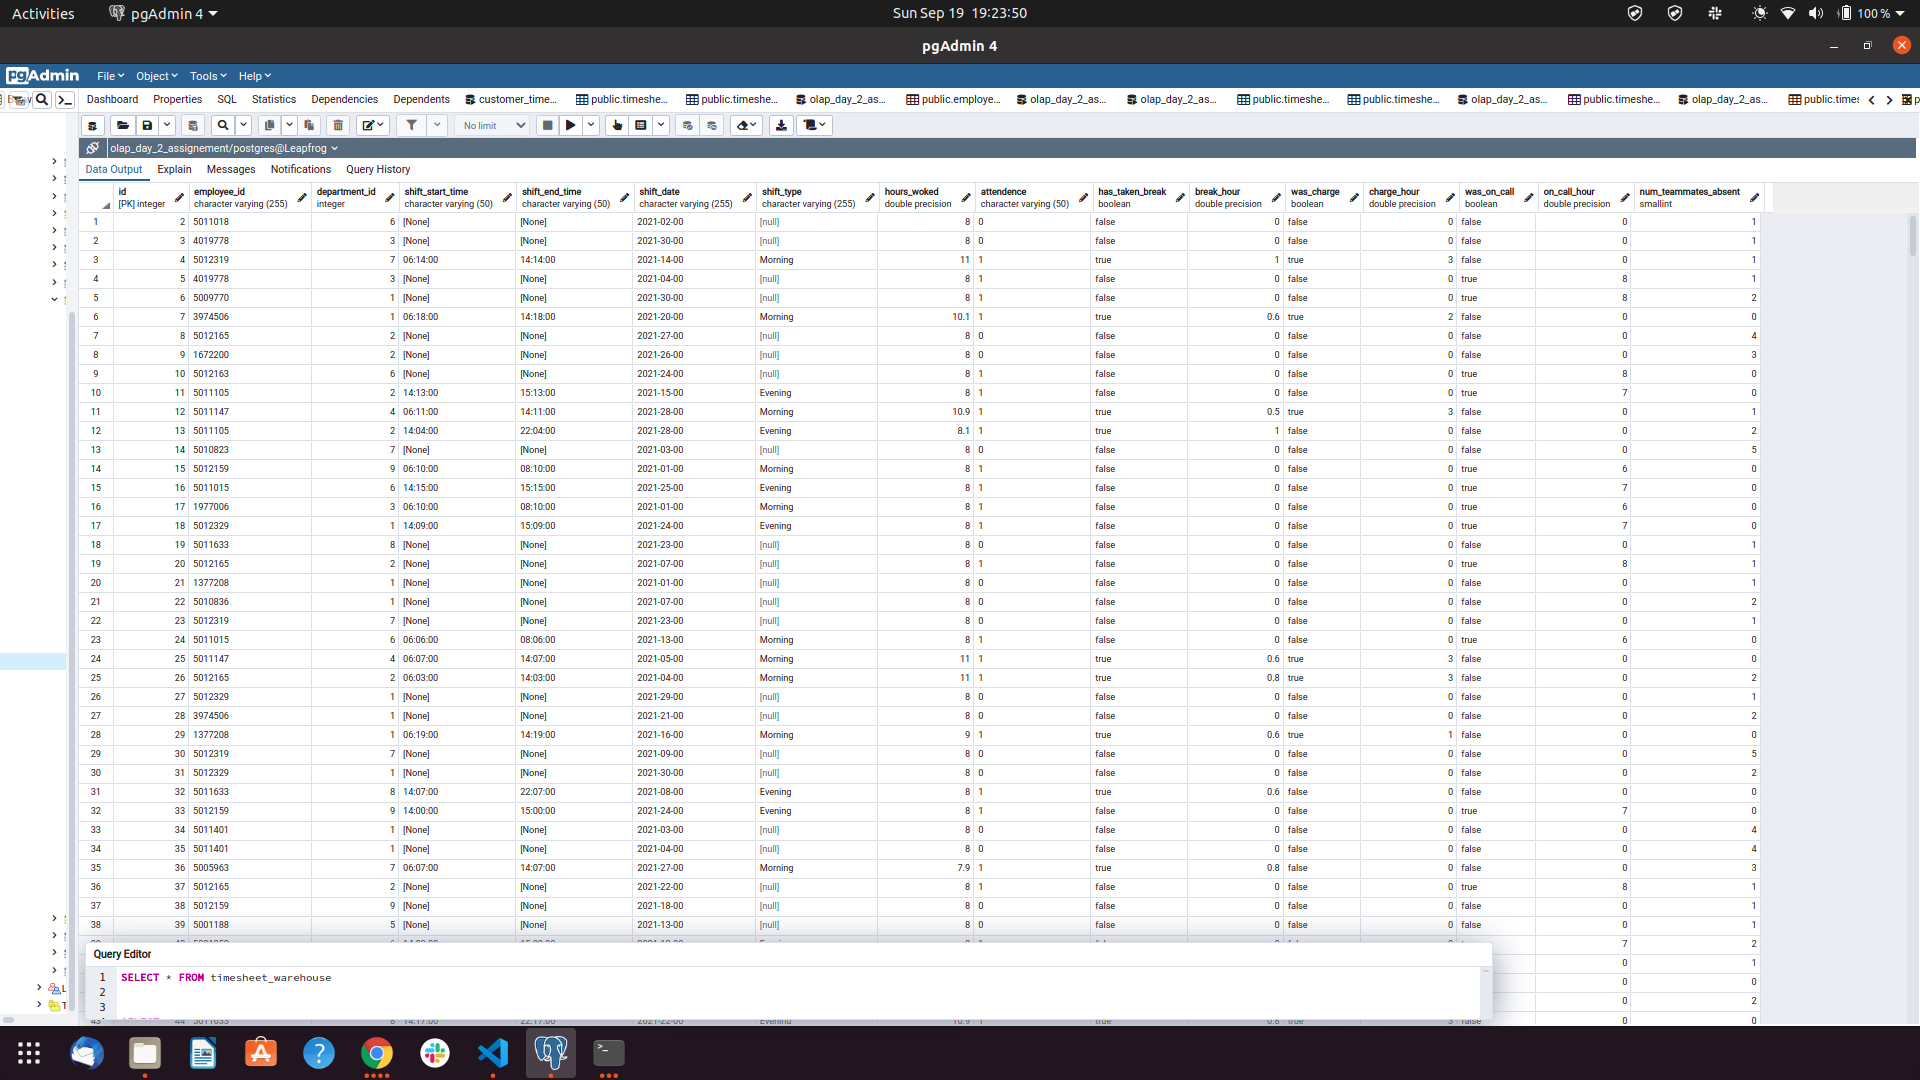 Activities pgAdmin 4 Sun Sep 19 19:23:50 100 %
pgAdmin 4
pgAdmin File Object Tools Help
Dashboard Properties SQL Statistics Dependencies Dependents customer_time... public.timeshe... public.timeshe... olap_day_2_as... public.employe... olap_day_2_as... olap_day_2_as... public.timeshe... public.timeshe... olap_day_2_as... public.timeshe... olap_day_2_as... public.times
No limit
olap_day_2_assignement/postgres@Leapfrog
Data Output Explain Messages Notifications Query History
id employee_id department_id shift_start_time shift_end_time shift_date shift_type hours_woked attendence has_taken_break break_hour was_charge charge_hour was_on_call on_call_hour num_teammates_absent
[PK] integer character varying (255) integer character varying (50) character varying (50) character varying (255) character varying (255) double precision character varying (50) boolean double precision boolean double precision boolean double precision smallint
1 2 5011018 6 [None] [None] 2021-02-00 [null] 8 0 false 0 false 0 false 0 1
2 3 4019778 3 [None] [None] 2021-30-00 [null] 8 0 false 0 false 0 false 0 1
3 4 5012319 7 06:14:00 14:14:00 2021-14-00 Morning 11 1 true 1 true 3 false 0 1
4 5 4019778 3 [None] [None] 2021-04-00 [null] 8 1 false 0 false 0 true 8 1
5 6 5009770 1 [None] [None] 2021-30-00 [null] 8 1 false 0 false 0 true 8 2
6 7 3974506 1 06:18:00 14:18:00 2021-20-00 Morning 10.1 1 true 0.6 true 2 false 0 0
7 8 5012165 2 [None] [None] 2021-27-00 [null] 8 0 false 0 false 0 false 0 4
8 9 1672200 2 [None] [None] 2021-26-00 [null] 8 0 false 0 false 0 false 0 3
9 10 5012163 6 [None] [None] 2021-24-00 [null] 8 1 false 0 false 0 true 8 0
10 11 5011105 2 14:13:00 15:13:00 2021-15-00 Evening 8 1 false 0 false 0 true 7 0
11 12 5011147 4 06:11:00 14:11:00 2021-28-00 Morning 10.9 1 true 0.5 true 3 false 0 1
12 13 5011105 2 14:04:00 22:04:00 2021-28-00 Evening 8.1 1 true 1 false 0 false 0 2
13 14 5010823 7 [None] [None] 2021-03-00 [null] 8 0 false 0 false 0 false 0 5
14 15 5012159 9 06:10:00 08:10:00 2021-01-00 Morning 8 1 false 0 false 0 true 6 0
15 16 5011015 6 14:15:00 15:15:00 2021-25-00 Evening 8 1 false 0 false 0 true 7 0
16 17 1977006 3 06:10:00 08:10:00 2021-01-00 Morning 8 1 false 0 false 0 true 6 0
17 18 5012329 1 14:09:00 15:09:00 2021-24-00 Evening 8 1 false 0 false 0 true 7 0
18 19 5011633 8 [None] [None] 2021-23-00 [null] 8 0 false 0 false 0 false 0 1
19 20 5012165 2 [None] [None] 2021-07-00 [null] 8 1 false 0 false 0 true 8 1
20 21 1377208 1 [None] [None] 2021-01-00 [null] 8 0 false 0 false 0 false 0 1
21 22 5010836 1 [None] [None] 2021-07-00 [null] 8 0 false 0 false 0 false 0 2
22 23 5012319 7 [None] [None] 2021-23-00 [null] 8 0 false 0 false 0 false 0 1
23 24 5011015 6 06:06:00 08:06:00 2021-13-00 Morning 8 1 false 0 false 0 true 6 0
24 25 5011147 4 06:07:00 14:07:00 2021-05-00 Morning 11 1 true 0.6 true 3 false 0 0
25 26 5012165 2 06:03:00 14:03:00 2021-04-00 Morning 11 1 true 0.8 true 3 false 0 2
26 27 5012329 1 [None] [None] 2021-29-00 [null] 8 0 false 0 false 0 false 0 1
27 28 3974506 1 [None] [None] 2021-21-00 [null] 8 0 false 0 false 0 false 0 2
28 29 1377208 1 06:19:00 14:19:00 2021-16-00 Morning 9 1 true 0.6 true 1 false 0 0
29 30 5012319 7 [None] [None] 2021-09-00 [null] 8 0 false 0 false 0 false 0 5
30 31 5012329 1 [None] [None] 2021-30-00 [null] 8 0 false 0 false 0 false 0 2
31 32 5011633 8 14:07:00 22:07:00 2021-08-00 Evening 8 1 true 0.6 false 0 false 0 0
32 33 5012159 9 14:00:00 15:00:00 2021-24-00 Evening 8 1 false 0 false 0 true 7 0
33 34 5011401 1 [None] [None] 2021-03-00 [null] 8 0 false 0 false 0 false 0 4
34 35 5011401 1 [None] [None] 2021-04-00 [null] 8 0 false 0 false 0 false 0 4
35 36 5005963 7 06:07:00 14:07:00 2021-27-00 Morning 7.9 1 true 0.8 false 0 false 0 3
36 37 5012165 2 [None] [None] 2021-22-00 [null] 8 1 false 0 false 0 true 8 1
37 38 5012159 9 [None] [None] 2021-18-00 [null] 8 0 false 0 false 0 false 0 1
38 39 5001188 5 [None] [None] 2021-13-00 [null] 8 0 false 0 false 0 false 0 1
7 2
Query Editor
0 1
1 SELECT * FROM timesheet_warehouse
0 0
2
0 2
3
0 0